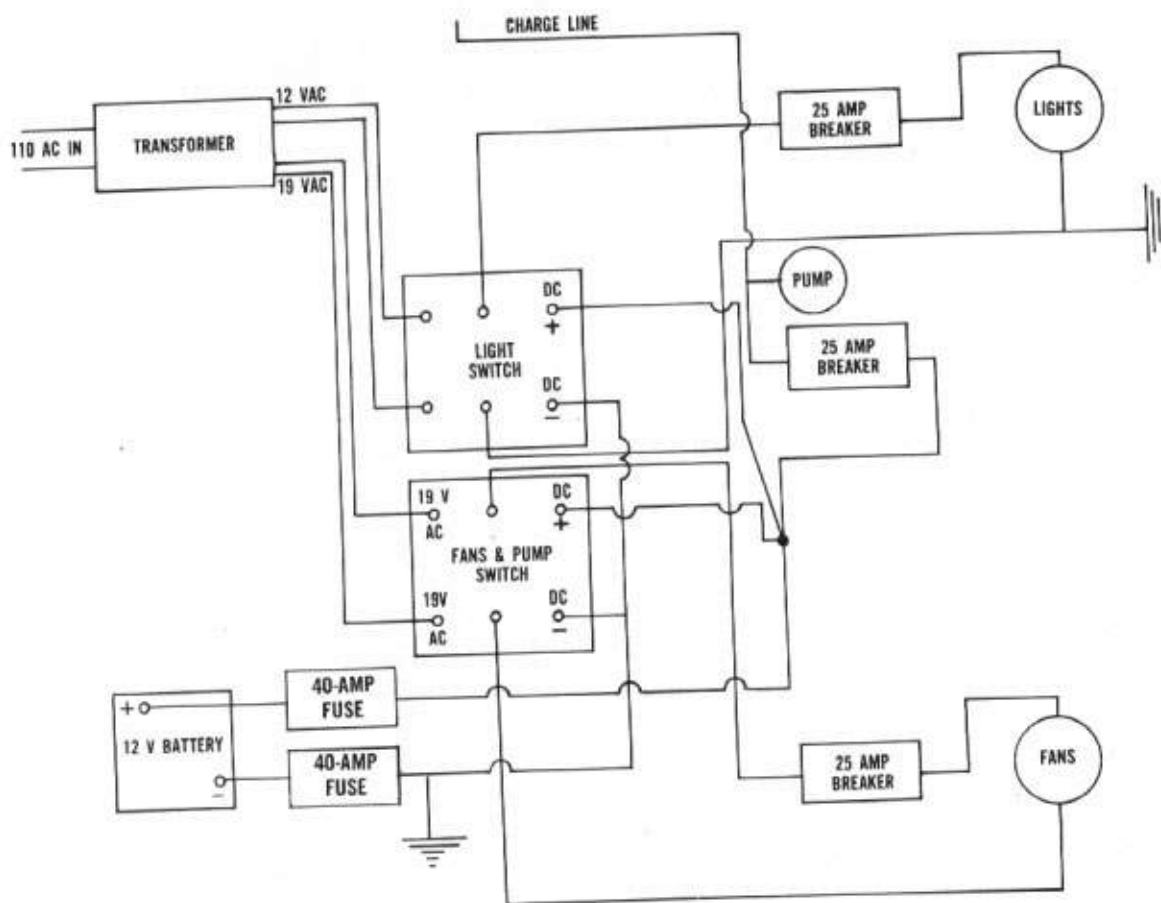 CHARGE LINE
12 VAC
110 AC IN
TRANSFORMER
19 VAC
25 AMP
BREAKER
LIGHTS
PUMP
25 AMP
BREAKER
DC
+
LIGHT
SWITCH
DC
−
19 V
AC
DC
+
FANS & PUMP
SWITCH
19V
AC
DC
−
40-AMP
FUSE
+
12 V BATTERY
−
40-AMP
FUSE
25 AMP
BREAKER
FANS